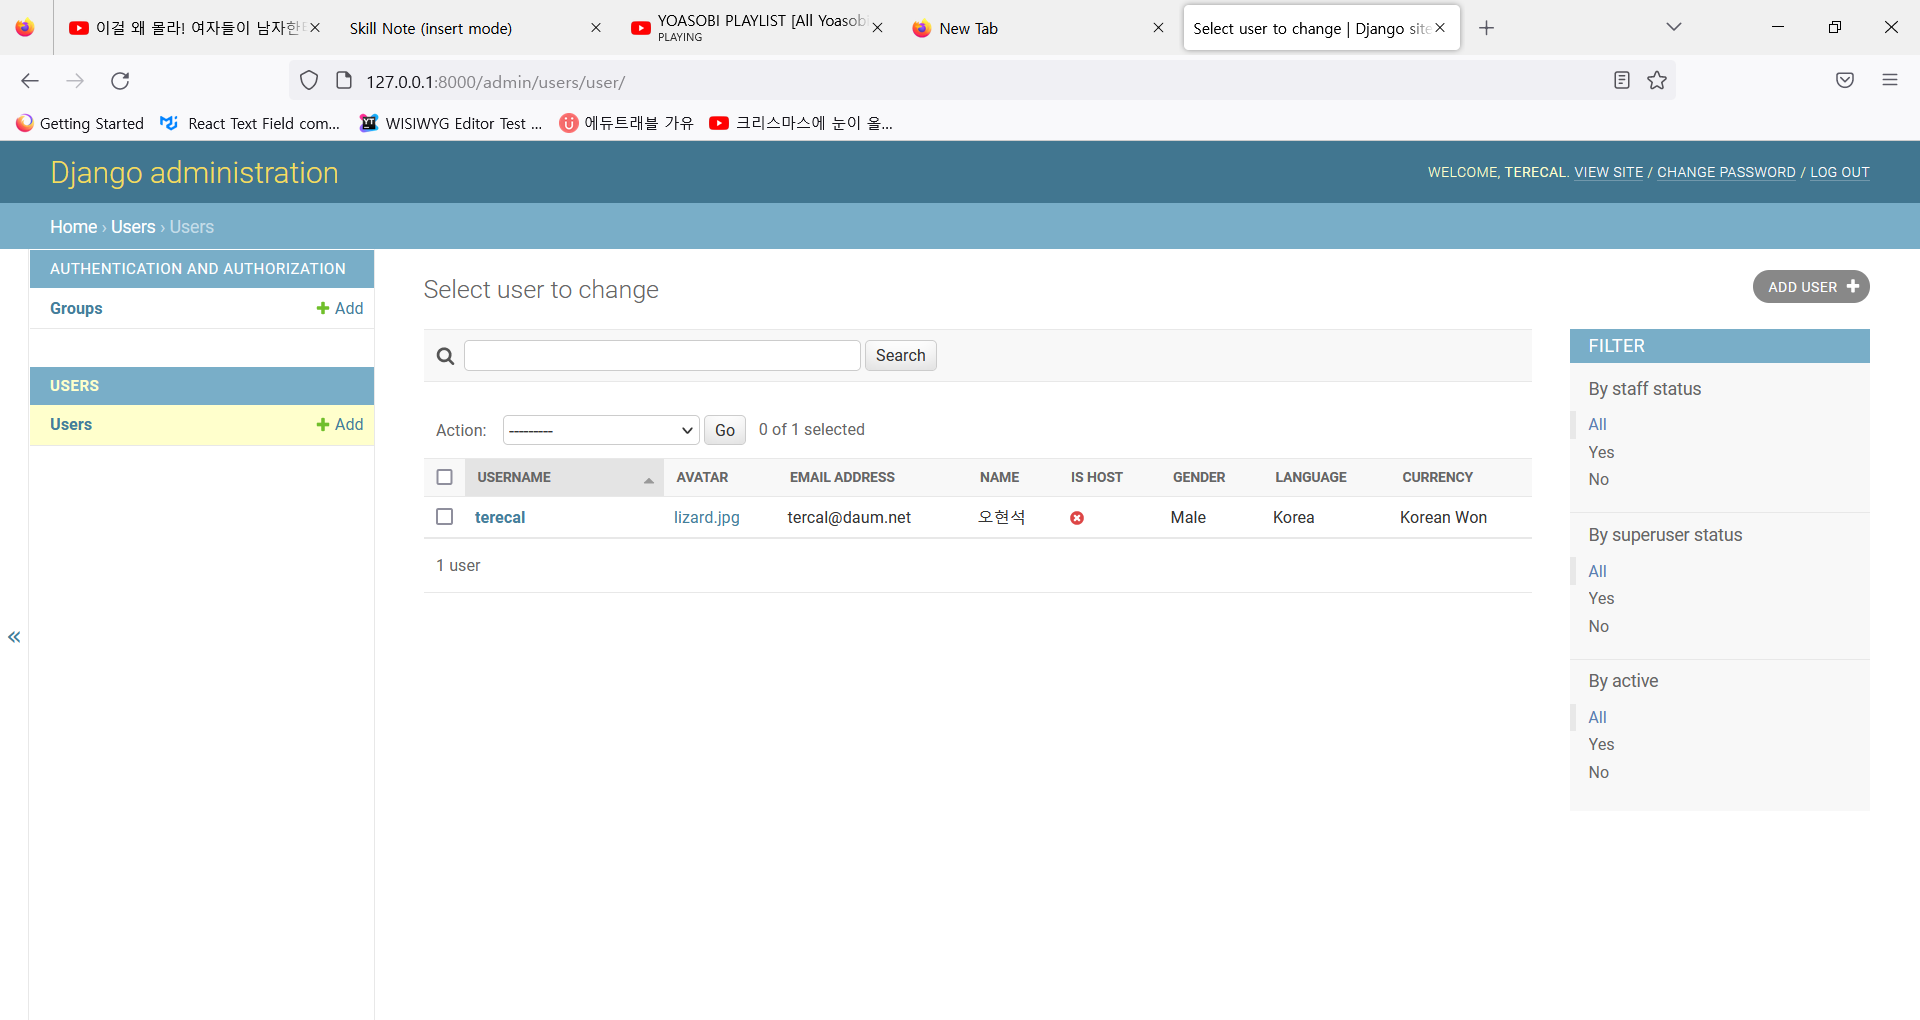 이걸 왜 몰라! 여자들이 남자한
Skill Note (insert mode)
YOASOBI PLAYLIST [All Yoasob
PLAYING
New Tab
Select user to change | Django site
127.0.0.1:8000/admin/users/user/
Getting Started
React Text Field com...
WISIWYG Editor Test ...
에듀트래블 가유
크리스마스에 눈이 올...
Django administration
WELCOME, TERECAL. VIEW SITE / CHANGE PASSWORD / LOG OUT
Home › Users › Users
AUTHENTICATION AND AUTHORIZATION
Groups
Add
USERS
Users
Add
«
Select user to change
ADD USER
Search
Action:
---------
Go
0 of 1 selected
USERNAME AVATAR EMAIL ADDRESS NAME IS HOST GENDER LANGUAGE CURRENCY
terecal lizard.jpg tercal@daum.net 오현석 Male Korea Korean Won
1 user
FILTER
By staff status
All
Yes
No
By superuser status
All
Yes
No
By active
All
Yes
No